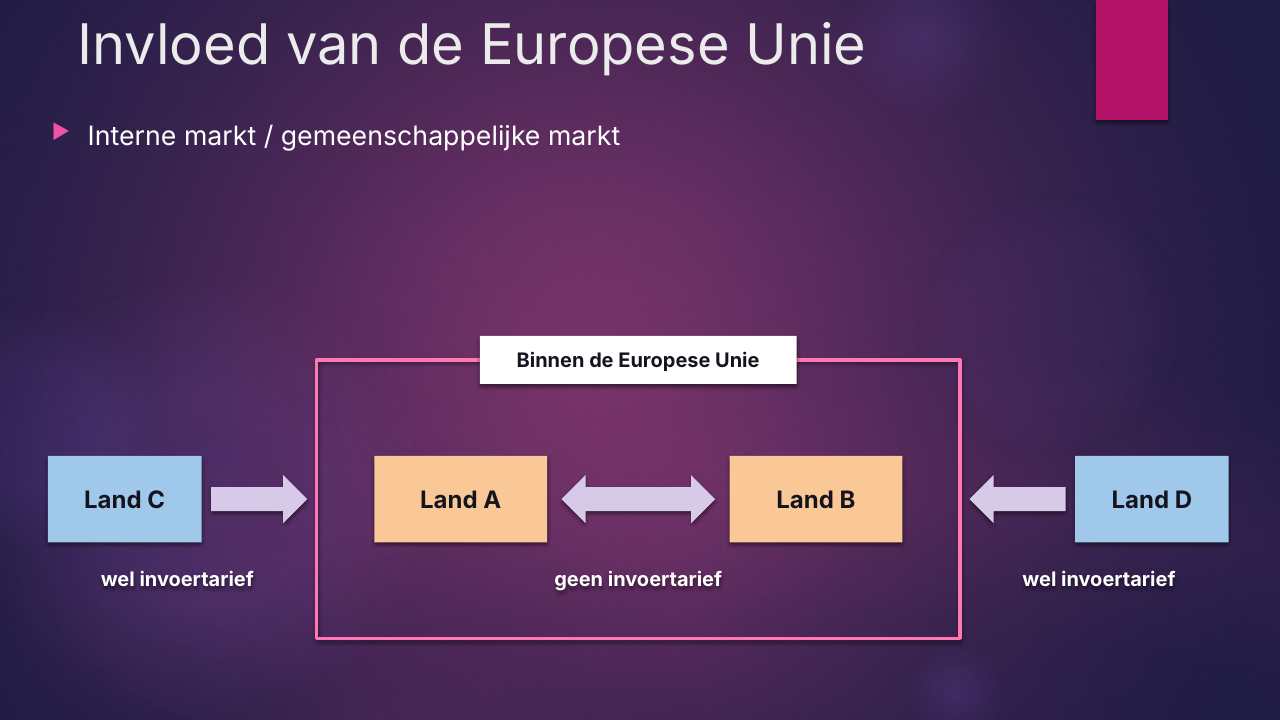 Invloed van de Europese Unie
Interne markt / gemeenschappelijke markt
Binnen de Europese Unie
Land C
Land A
Land B
Land D
wel invoertarief
geen invoertarief
wel invoertarief